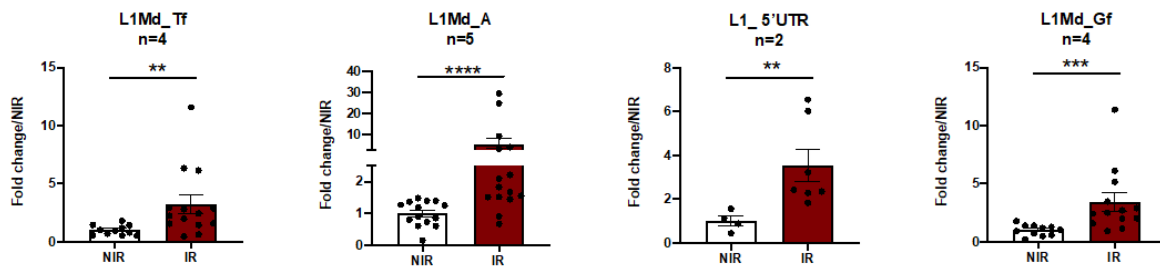 L1Md_Tf
n=4
Fold change/NIR
15
**
10
5
0
NIR IR
L1Md_A
n=5
Fold change/NIR
40
****
30
20
10
2
1
0
NIR IR
L1_ 5'UTR
n=2
Fold change/NIR
8
**
6
4
2
0
NIR IR
L1Md_Gf
n=4
Fold change/NIR
15
***
10
5
0
NIR IR